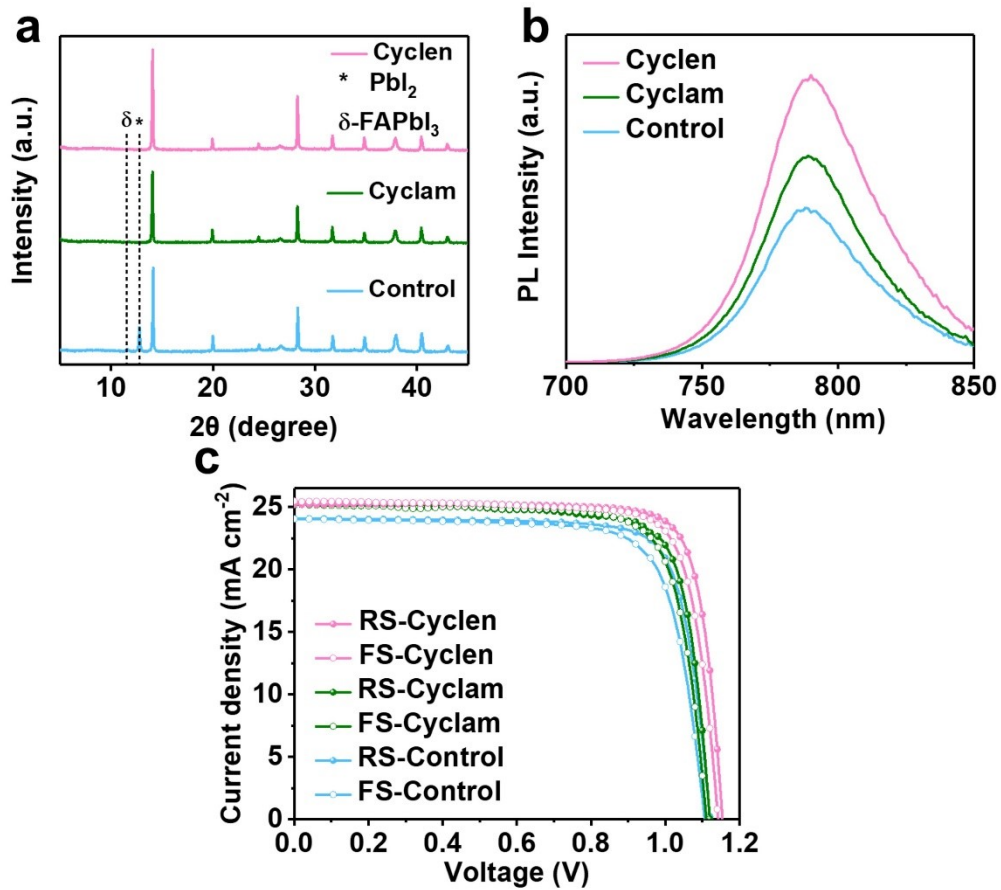 a
Cyclen
* PbI₂
δ-FAPbI₃
δ *
Cyclam
Control
Intensity (a.u.)
10 20 30 40
2θ (degree)
b
Cyclen
Cyclam
Control
PL Intensity (a.u.)
700 750 800 850
Wavelength (nm)
c
25
20
15
10
5
0
Current density (mA cm⁻²)
RS-Cyclen
FS-Cyclen
RS-Cyclam
FS-Cyclam
RS-Control
FS-Control
0.0 0.2 0.4 0.6 0.8 1.0 1.2
Voltage (V)